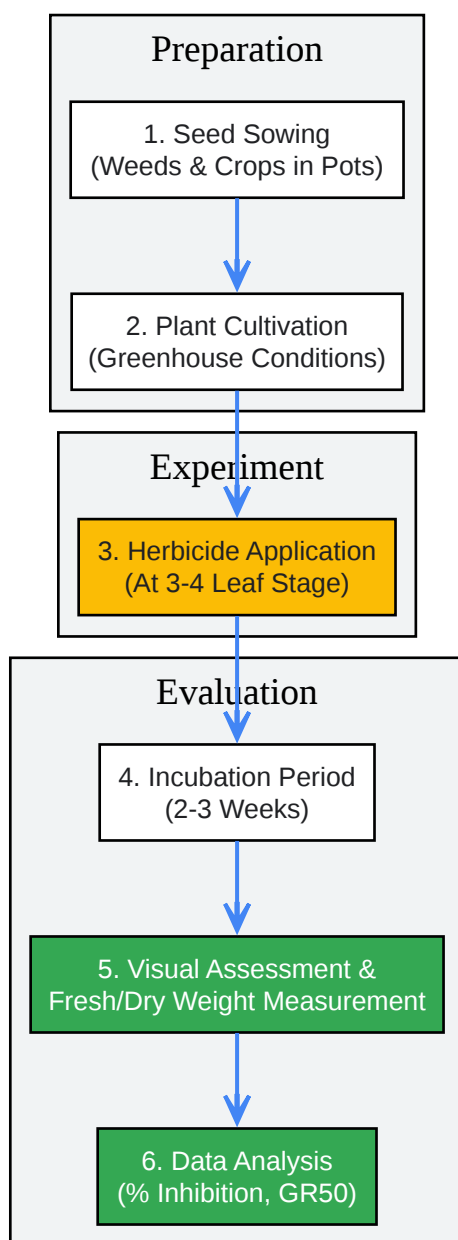 Preparation
1. Seed Sowing
(Weeds & Crops in Pots)
2. Plant Cultivation
(Greenhouse Conditions)
Experiment
3. Herbicide Application
(At 3-4 Leaf Stage)
Evaluation
4. Incubation Period
(2-3 Weeks)
5. Visual Assessment &
Fresh/Dry Weight Measurement
6. Data Analysis
(% Inhibition, GR50)